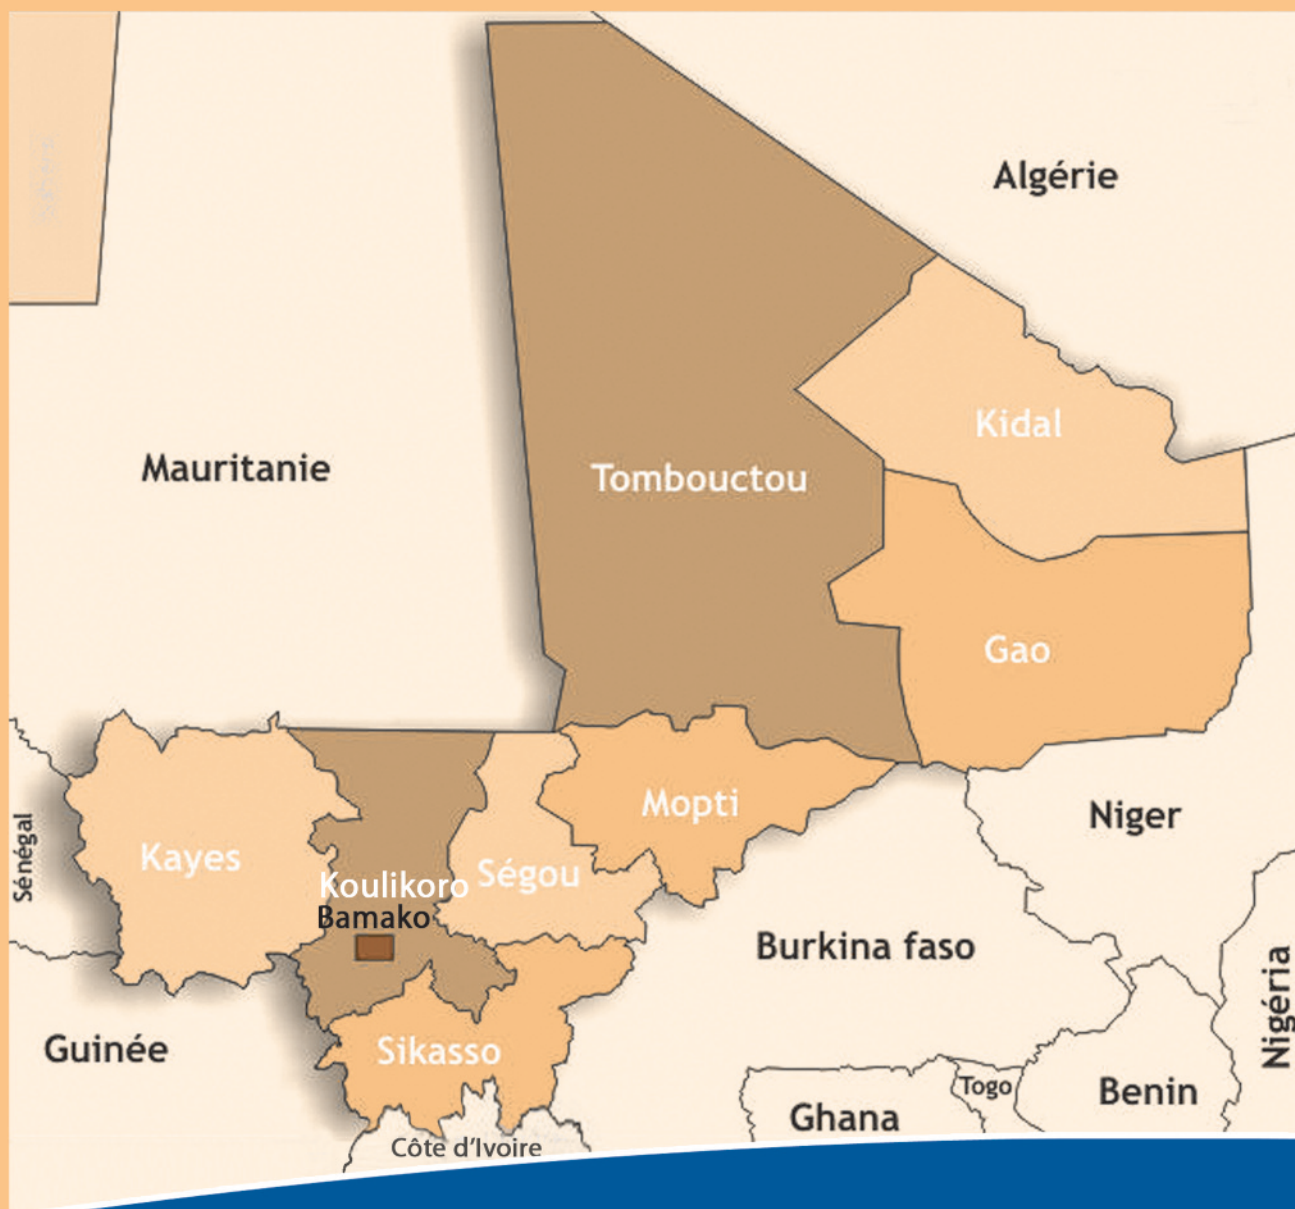 Algérie
Kidal
Mauritanie
Tombouctou
Gao
Mopti
Niger
Sénégal
Kayes
Ségou
Koulikoro
Bamako
Burkina faso
Nigéria
Guinée
Sikasso
Togo
Benin
Ghana
Côte d'Ivoire